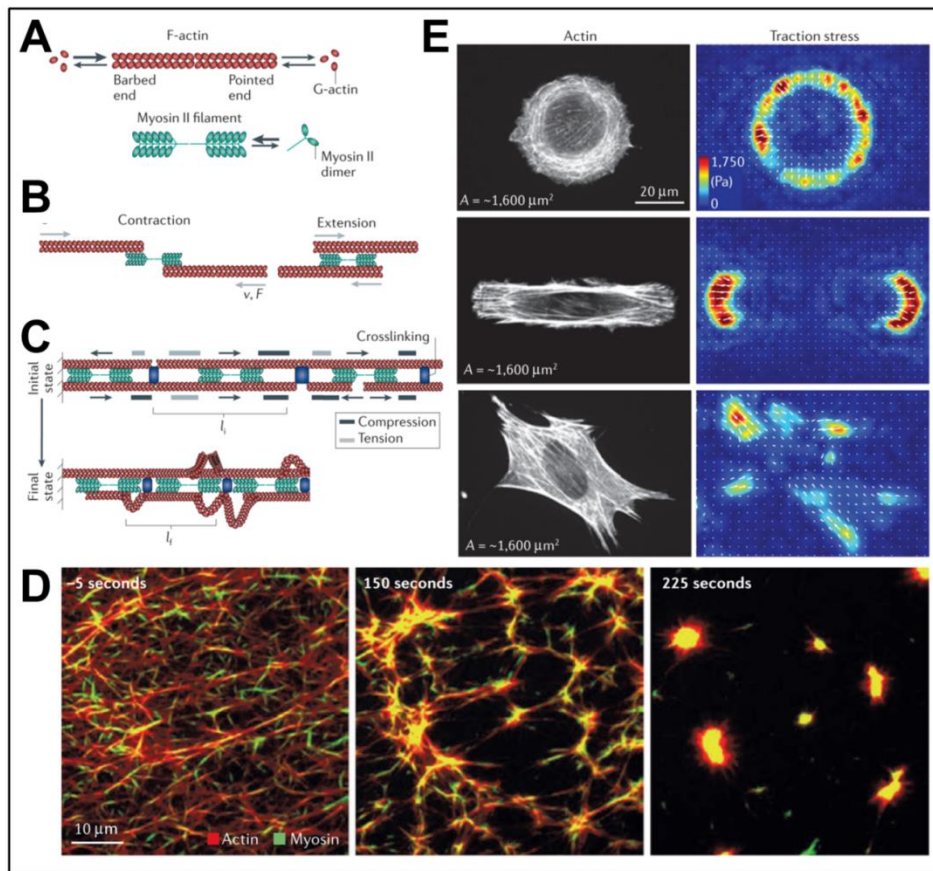 A
F-actin
Barbed
end
Pointed
end
G-actin
Myosin II filament
Myosin II
dimer
B
Contraction
Extension
v, F
C
Crosslinking
Initial
state
lᵢ
Compression
Tension
Final
state
l_f
D
–5 seconds
10 µm
Actin
Myosin
150 seconds
225 seconds
E
Actin
Traction stress
A = ~1,600 µm²
20 µm
1,750
(Pa)
0
A = ~1,600 µm²
A = ~1,600 µm²